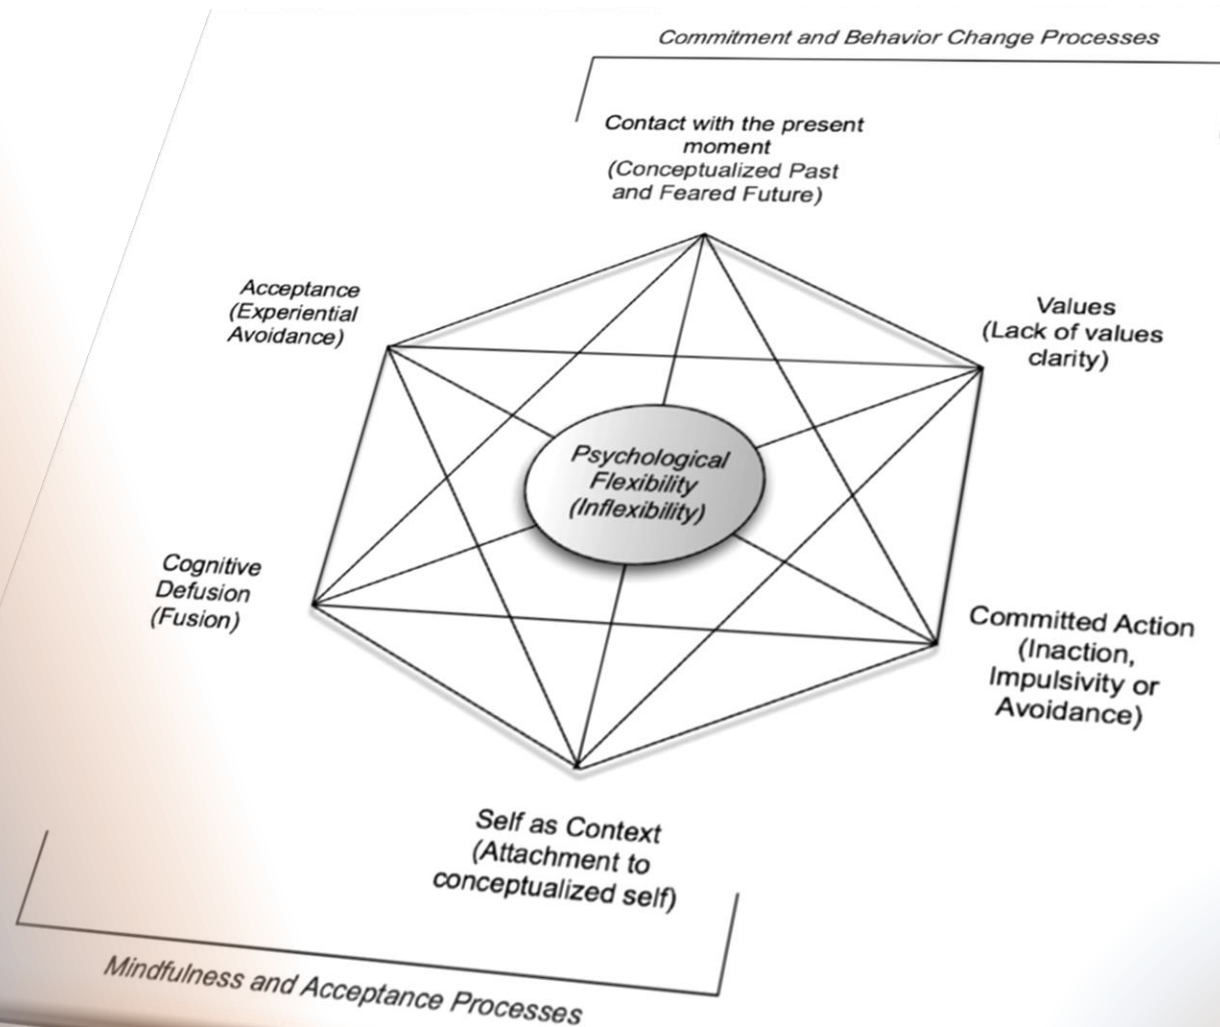 Commitment and Behavior Change Processes
Contact with the present
moment
(Conceptualized Past
and Feared Future)
Acceptance
(Experiential
Avoidance)
Values
(Lack of values
clarity)
Psychological
Flexibility
(Inflexibility)
Cognitive
Defusion
(Fusion)
Committed Action
(Inaction,
Impulsivity or
Avoidance)
Self as Context
(Attachment to
conceptualized self)
Mindfulness and Acceptance Processes